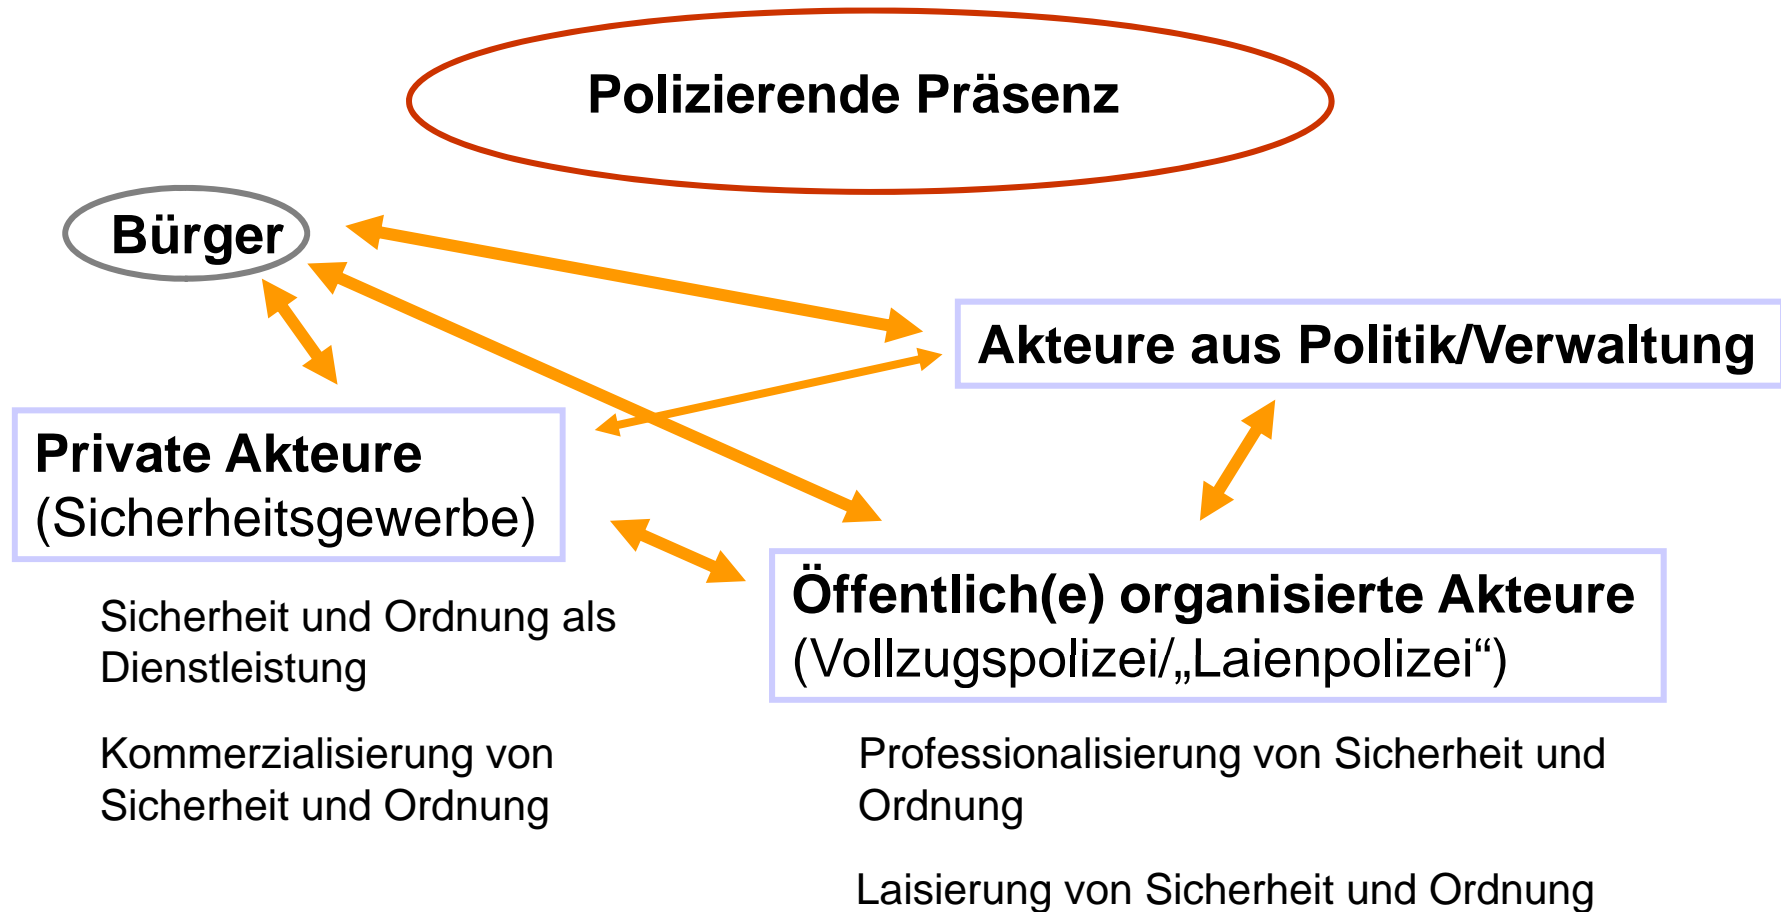 Polizierende Präsenz
Bürger
Akteure aus Politik/Verwaltung
Private Akteure
(Sicherheitsgewerbe)
Öffentlich(e) organisierte Akteure
(Vollzugspolizei/„Laienpolizei“)
Sicherheit und Ordnung als
Dienstleistung
Kommerzialisierung von
Sicherheit und Ordnung
Professionalisierung von Sicherheit und
Ordnung
Laisierung von Sicherheit und Ordnung